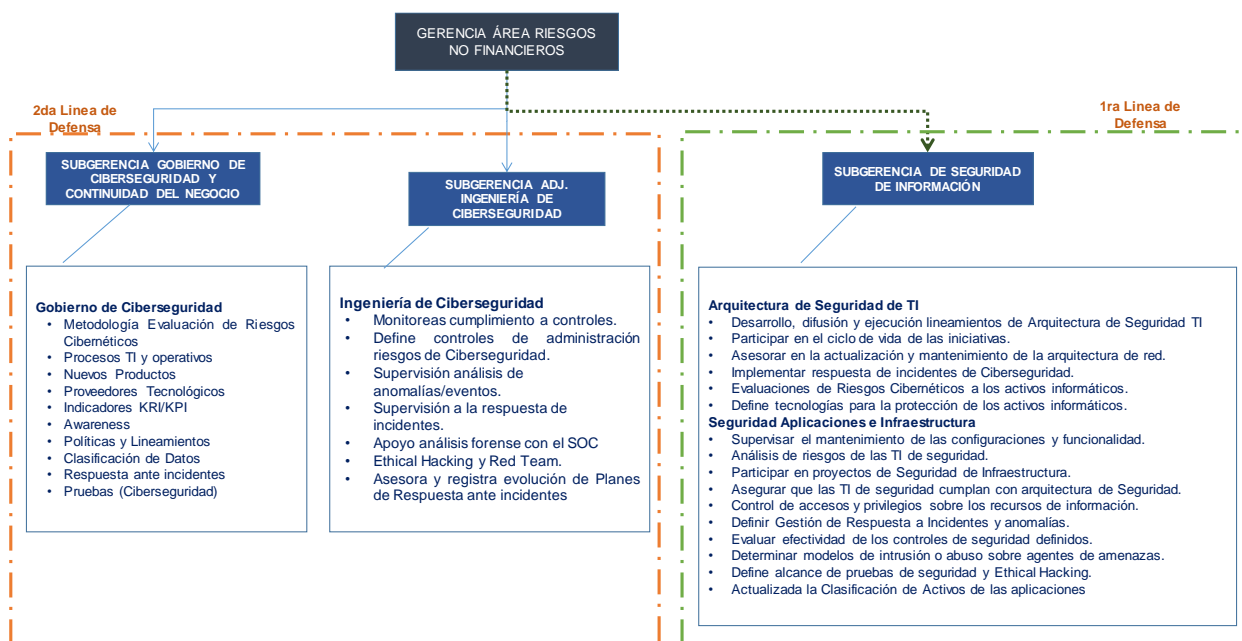 GERENCIA ÁREA RIESGOS
NO FINANCIEROS
2da Linea de
Defensa
1ra Linea de
Defensa
SUBGERENCIA GOBIERNO DE
CIBERSEGURIDAD Y
CONTINUIDAD DEL NEGOCIO
SUBGERENCIA ADJ.
INGENIERÍA DE
CIBERSEGURIDAD
SUBGERENCIA DE SEGURIDAD
DE INFORMACIÓN
Gobierno de Ciberseguridad
• Metodología Evaluación de Riesgos
Cibernéticos
• Procesos TI y operativos
• Nuevos Productos
• Proveedores Tecnológicos
• Indicadores KRI/KPI
• Awareness
• Políticas y Lineamientos
• Clasificación de Datos
• Respuesta ante incidentes
• Pruebas (Ciberseguridad)
Ingeniería de Ciberseguridad
• Monitoreas cumplimiento a controles.
• Define controles de administración
riesgos de Ciberseguridad.
• Supervisión análisis de
anomalías/eventos.
• Supervisión a la respuesta de
incidentes.
• Apoyo análisis forense con el SOC
• Ethical Hacking y Red Team.
• Asesora y registra evolución de Planes
de Respuesta ante incidentes
Arquitectura de Seguridad de TI
• Desarrollo, difusión y ejecución lineamientos de Arquitectura de Seguridad TI
• Participar en el ciclo de vida de las iniciativas.
• Asesorar en la actualización y mantenimiento de la arquitectura de red.
• Implementar respuesta de incidentes de Ciberseguridad.
• Evaluaciones de Riesgos Cibernéticos a los activos informáticos.
• Define tecnologías para la protección de los activos informáticos.
Seguridad Aplicaciones e Infraestructura
• Supervisar el mantenimiento de las configuraciones y funcionalidad.
• Análisis de riesgos de las TI de seguridad.
• Participar en proyectos de Seguridad de Infraestructura.
• Asegurar que las TI de seguridad cumplan con arquitectura de Seguridad.
• Control de accesos y privilegios sobre los recursos de información.
• Definir Gestión de Respuesta a Incidentes y anomalías.
• Evaluar efectividad de los controles de seguridad definidos.
• Determinar modelos de intrusión o abuso sobre agentes de amenazas.
• Define alcance de pruebas de seguridad y Ethical Hacking.
• Actualizada la Clasificación de Activos de las aplicaciones